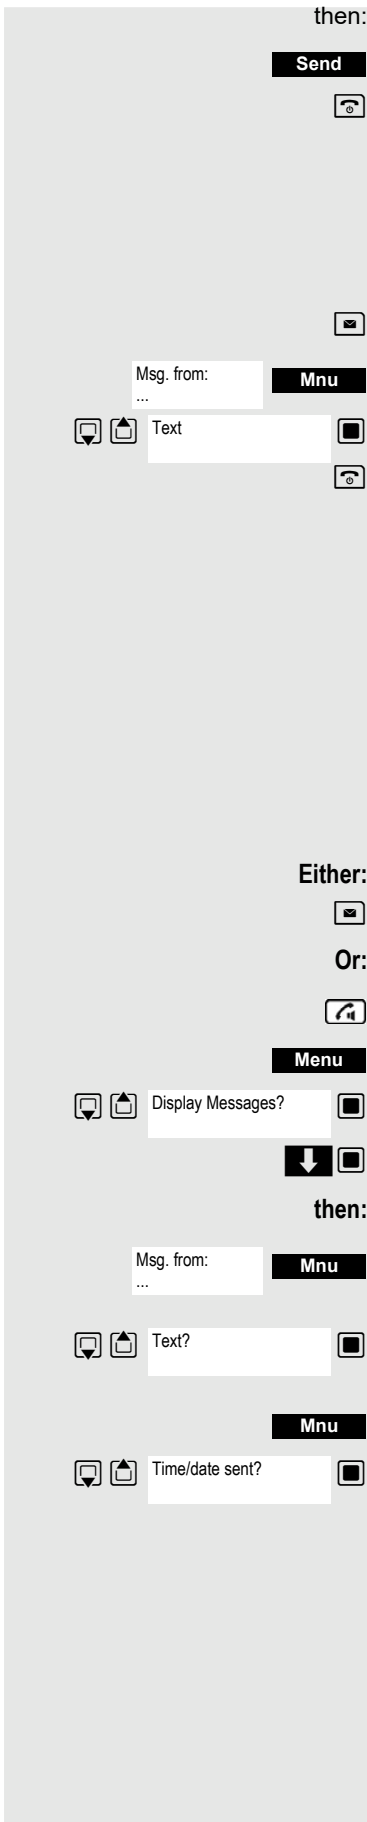 then:
Send
Msg. from:
...
Mnu
Text
Either:
Or:
Menu
Display Messages?
then:
Msg. from:
...
Mnu
Text?
Mnu
Time/date sent?